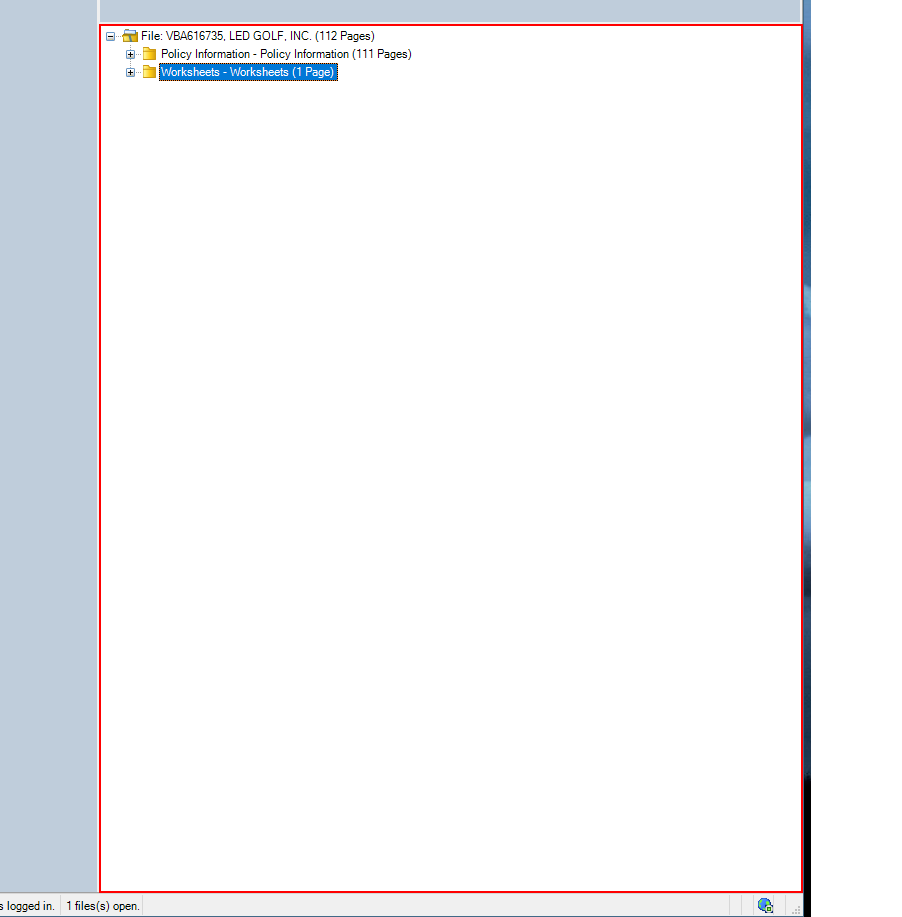 File: VBA616735, LED GOLF, INC. (112 Pages)
Policy Information - Policy Information (111 Pages)
Worksheets - Worksheets (1 Page)
s logged in. 1 files(s) open.